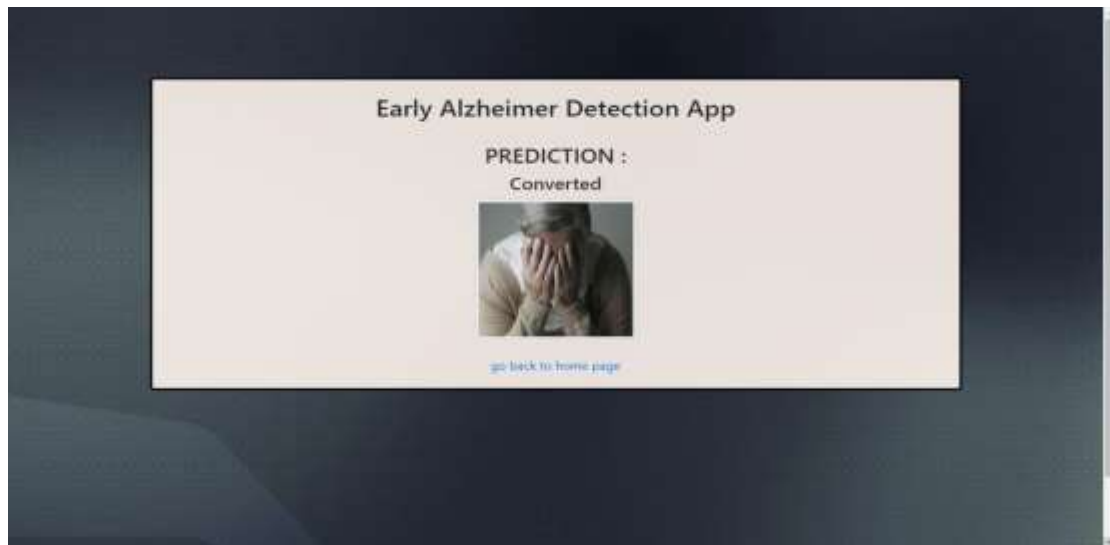 Early Alzheimer Detection App
PREDICTION :
Converted
go back to home page